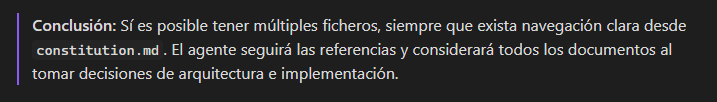 Conclusión: Sí es posible tener múltiples ficheros, siempre que exista navegación clara desde
constitution.md. El agente seguirá las referencias y considerará todos los documentos al
tomar decisiones de arquitectura e implementación.